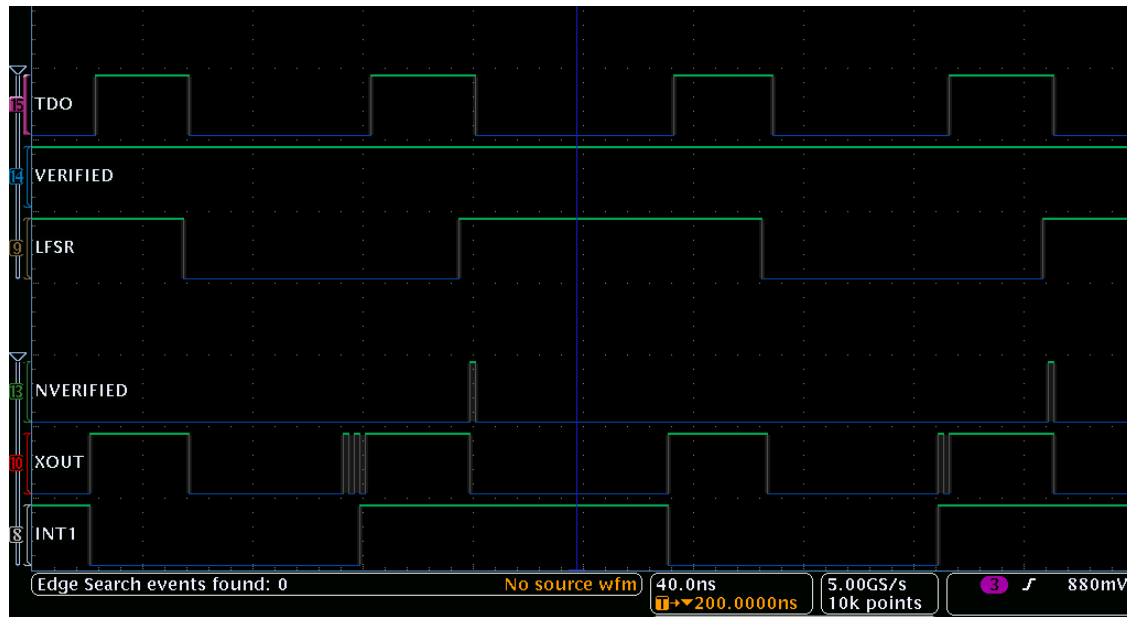 15 TDO
14 VERIFIED
9 LFSR
13 NVERIFIED
10 XOUT
8 INT1
Edge Search events found: 0 No source wfm
40.0ns 5.00GS/s 3 880mV
T→▼200.0000ns 10k points